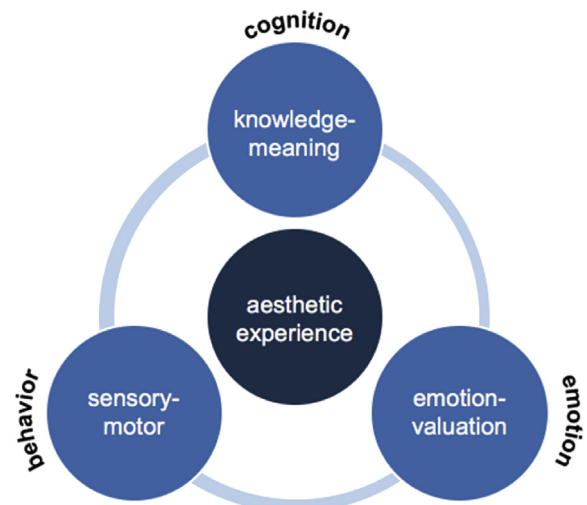 cognition
knowledge-
meaning
aesthetic
experience
behavior
sensory-
motor
emotion-
valuation
emotion